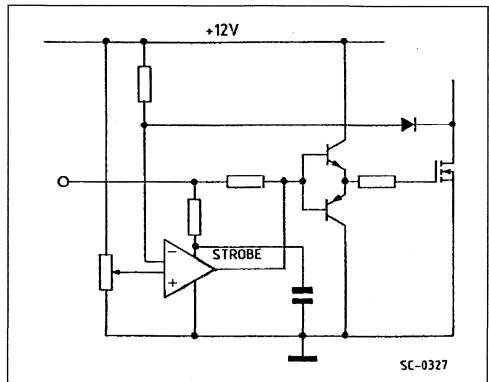 +12V
−
STROBE
+
SC-0327